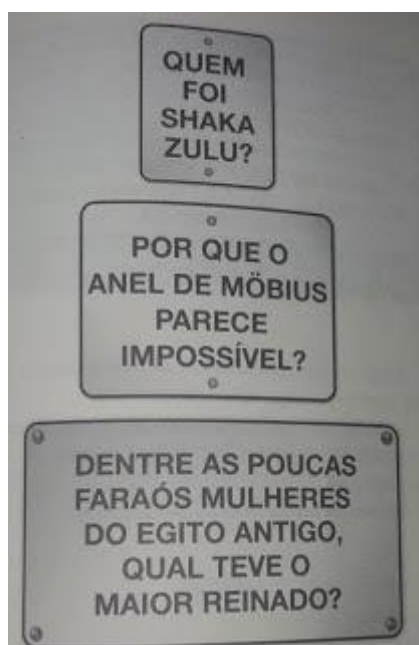 QUEM
FOI
SHAKA
ZULU?
POR QUE O
ANEL DE MÖBIUS
PARECE
IMPOSSÍVEL?
DENTRE AS POUCAS
FARAÓS MULHERES
DO EGITO ANTIGO,
QUAL TEVE O
MAIOR REINADO?